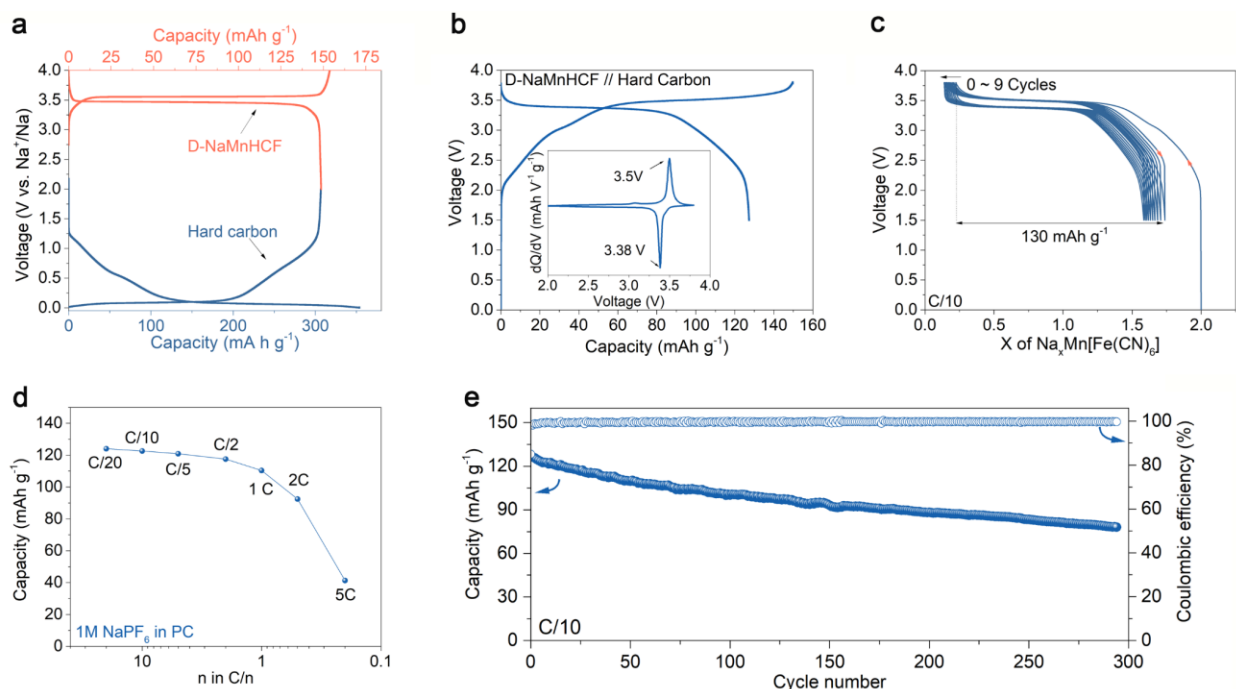 a
Capacity (mAh g⁻¹)
0 25 50 75 100 125 150 175
4.0
3.5
3.0
2.5
2.0
1.5
1.0
0.5
0.0
Voltage (V vs. Na⁺/Na)
D-NaMnHCF
Hard carbon
0 100 200 300
Capacity (mA h g⁻¹)
b
D-NaMnHCF // Hard Carbon
4.0
3.5
3.0
2.5
2.0
1.5
1.0
0.5
0.0
Voltage (V)
dQ/dV (mAh V⁻¹ g⁻¹)
3.5V
3.38 V
2.0 2.5 3.0 3.5 4.0
Voltage (V)
0 20 40 60 80 100 120 140 160
Capacity (mAh g⁻¹)
c
4.0
3.5
3.0
2.5
2.0
1.5
1.0
0.5
0.0
Voltage (V)
0 ~ 9 Cycles
130 mAh g⁻¹
C/10
0.0 0.5 1.0 1.5 2.0
X of NaₓMn[Fe(CN)₆]
d
140
120
100
80
60
40
20
0
Capacity (mAh g⁻¹)
C/20
C/10
C/5
C/2
1 C
2C
5C
1M NaPF₆ in PC
10 1 0.1
n in C/n
e
150
120
90
60
30
0
Capacity (mAh g⁻¹)
C/10
100
80
60
40
20
0
Coulombic efficiency (%)
0 50 100 150 200 250 300
Cycle number